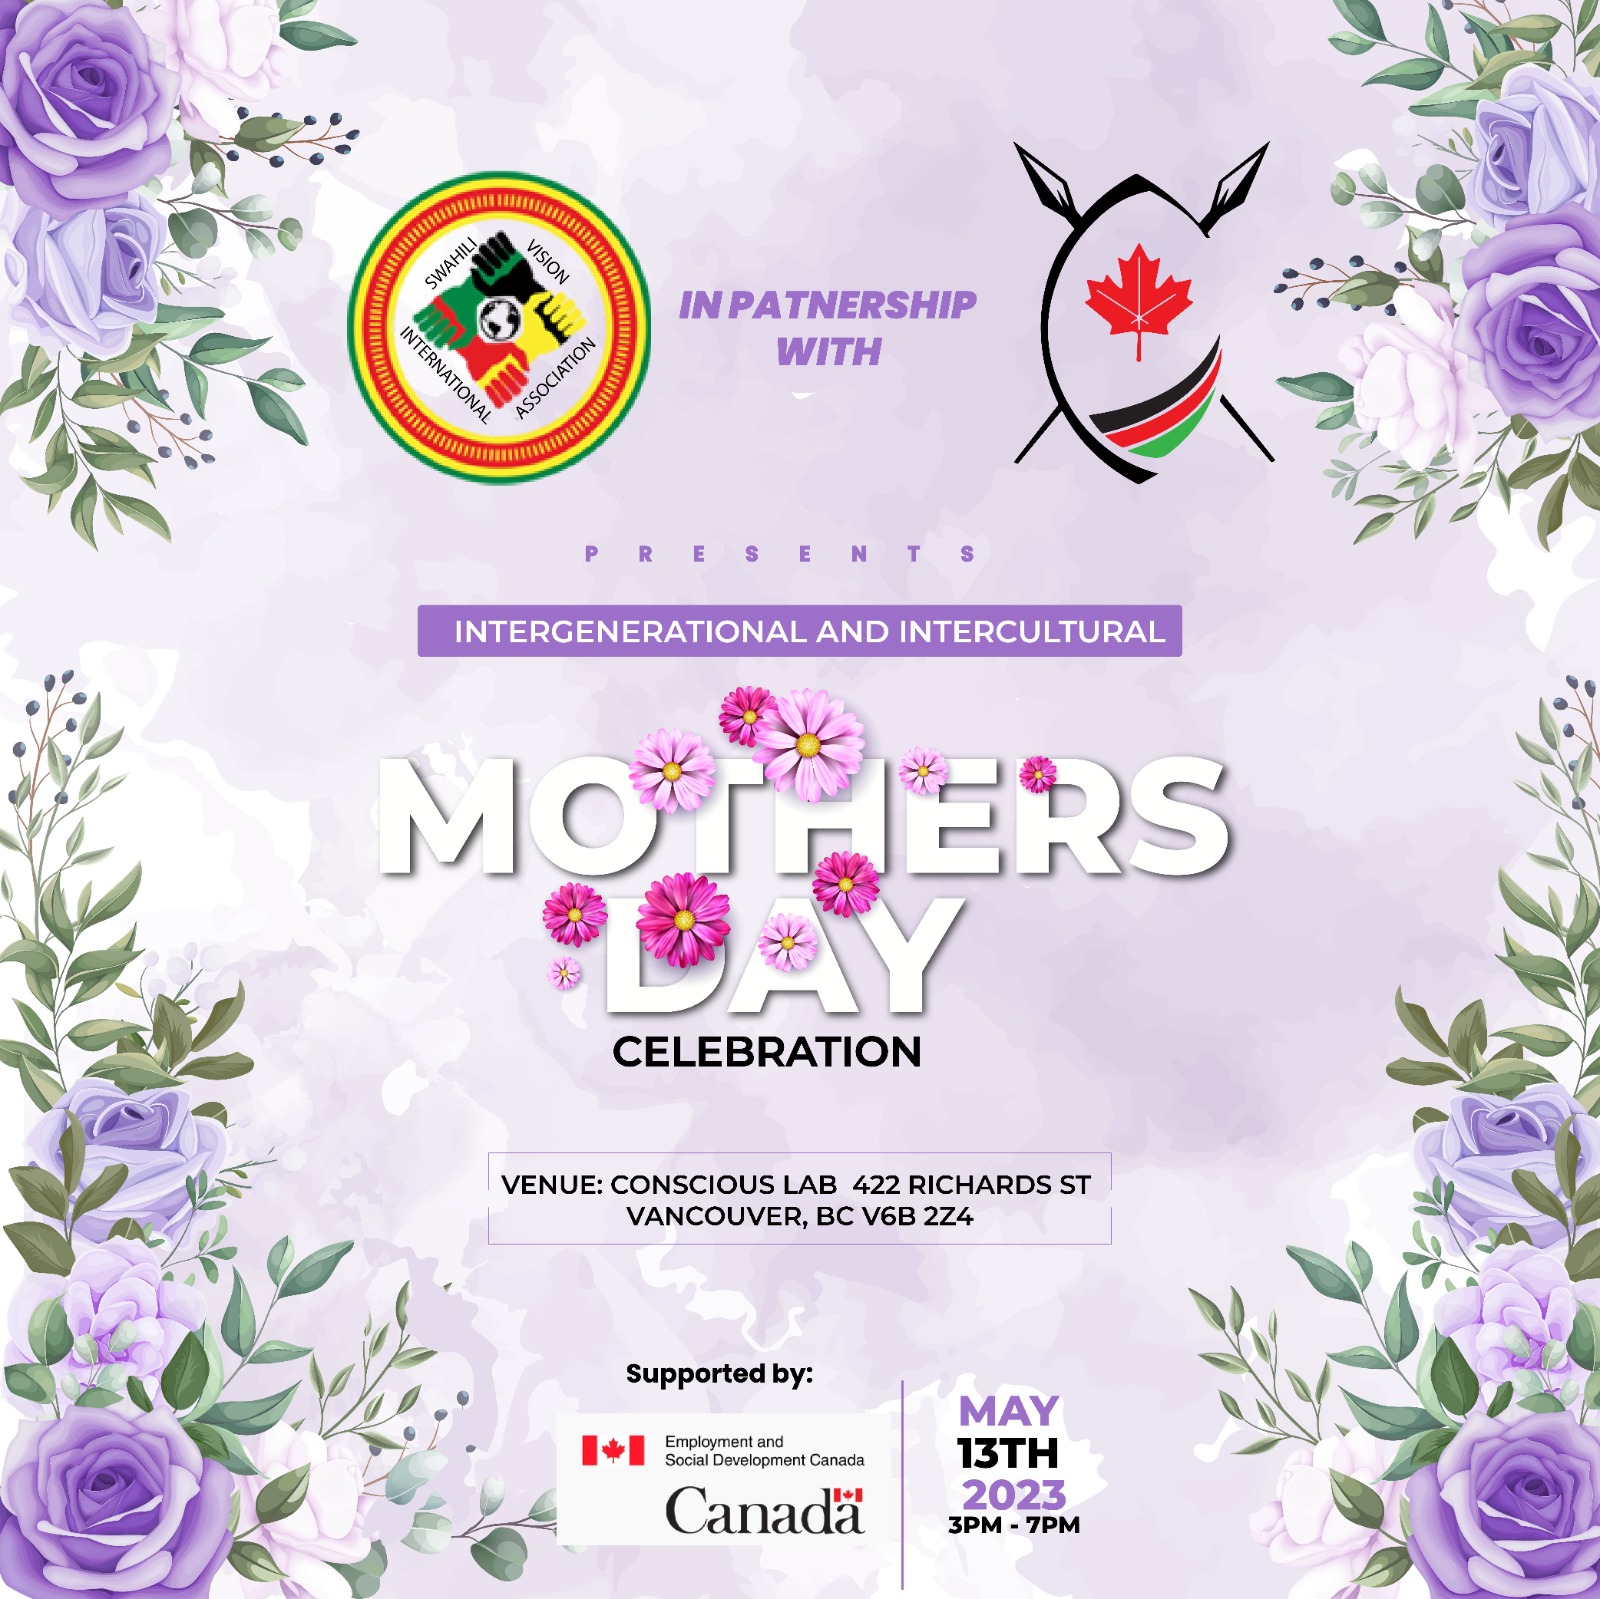 SWAHILI
VISION
INTERNATIONAL
ASSOCIATION
IN PATNERSHIP
WITH
PRESENTS
INTERGENERATIONAL AND INTERCULTURAL
MOTHERS
DAY
CELEBRATION
VENUE: CONSCIOUS LAB 422 RICHARDS ST
VANCOUVER, BC V6B 2Z4
Supported by:
Employment and
Social Development Canada
Canada
MAY
13TH
2023
3PM - 7PM